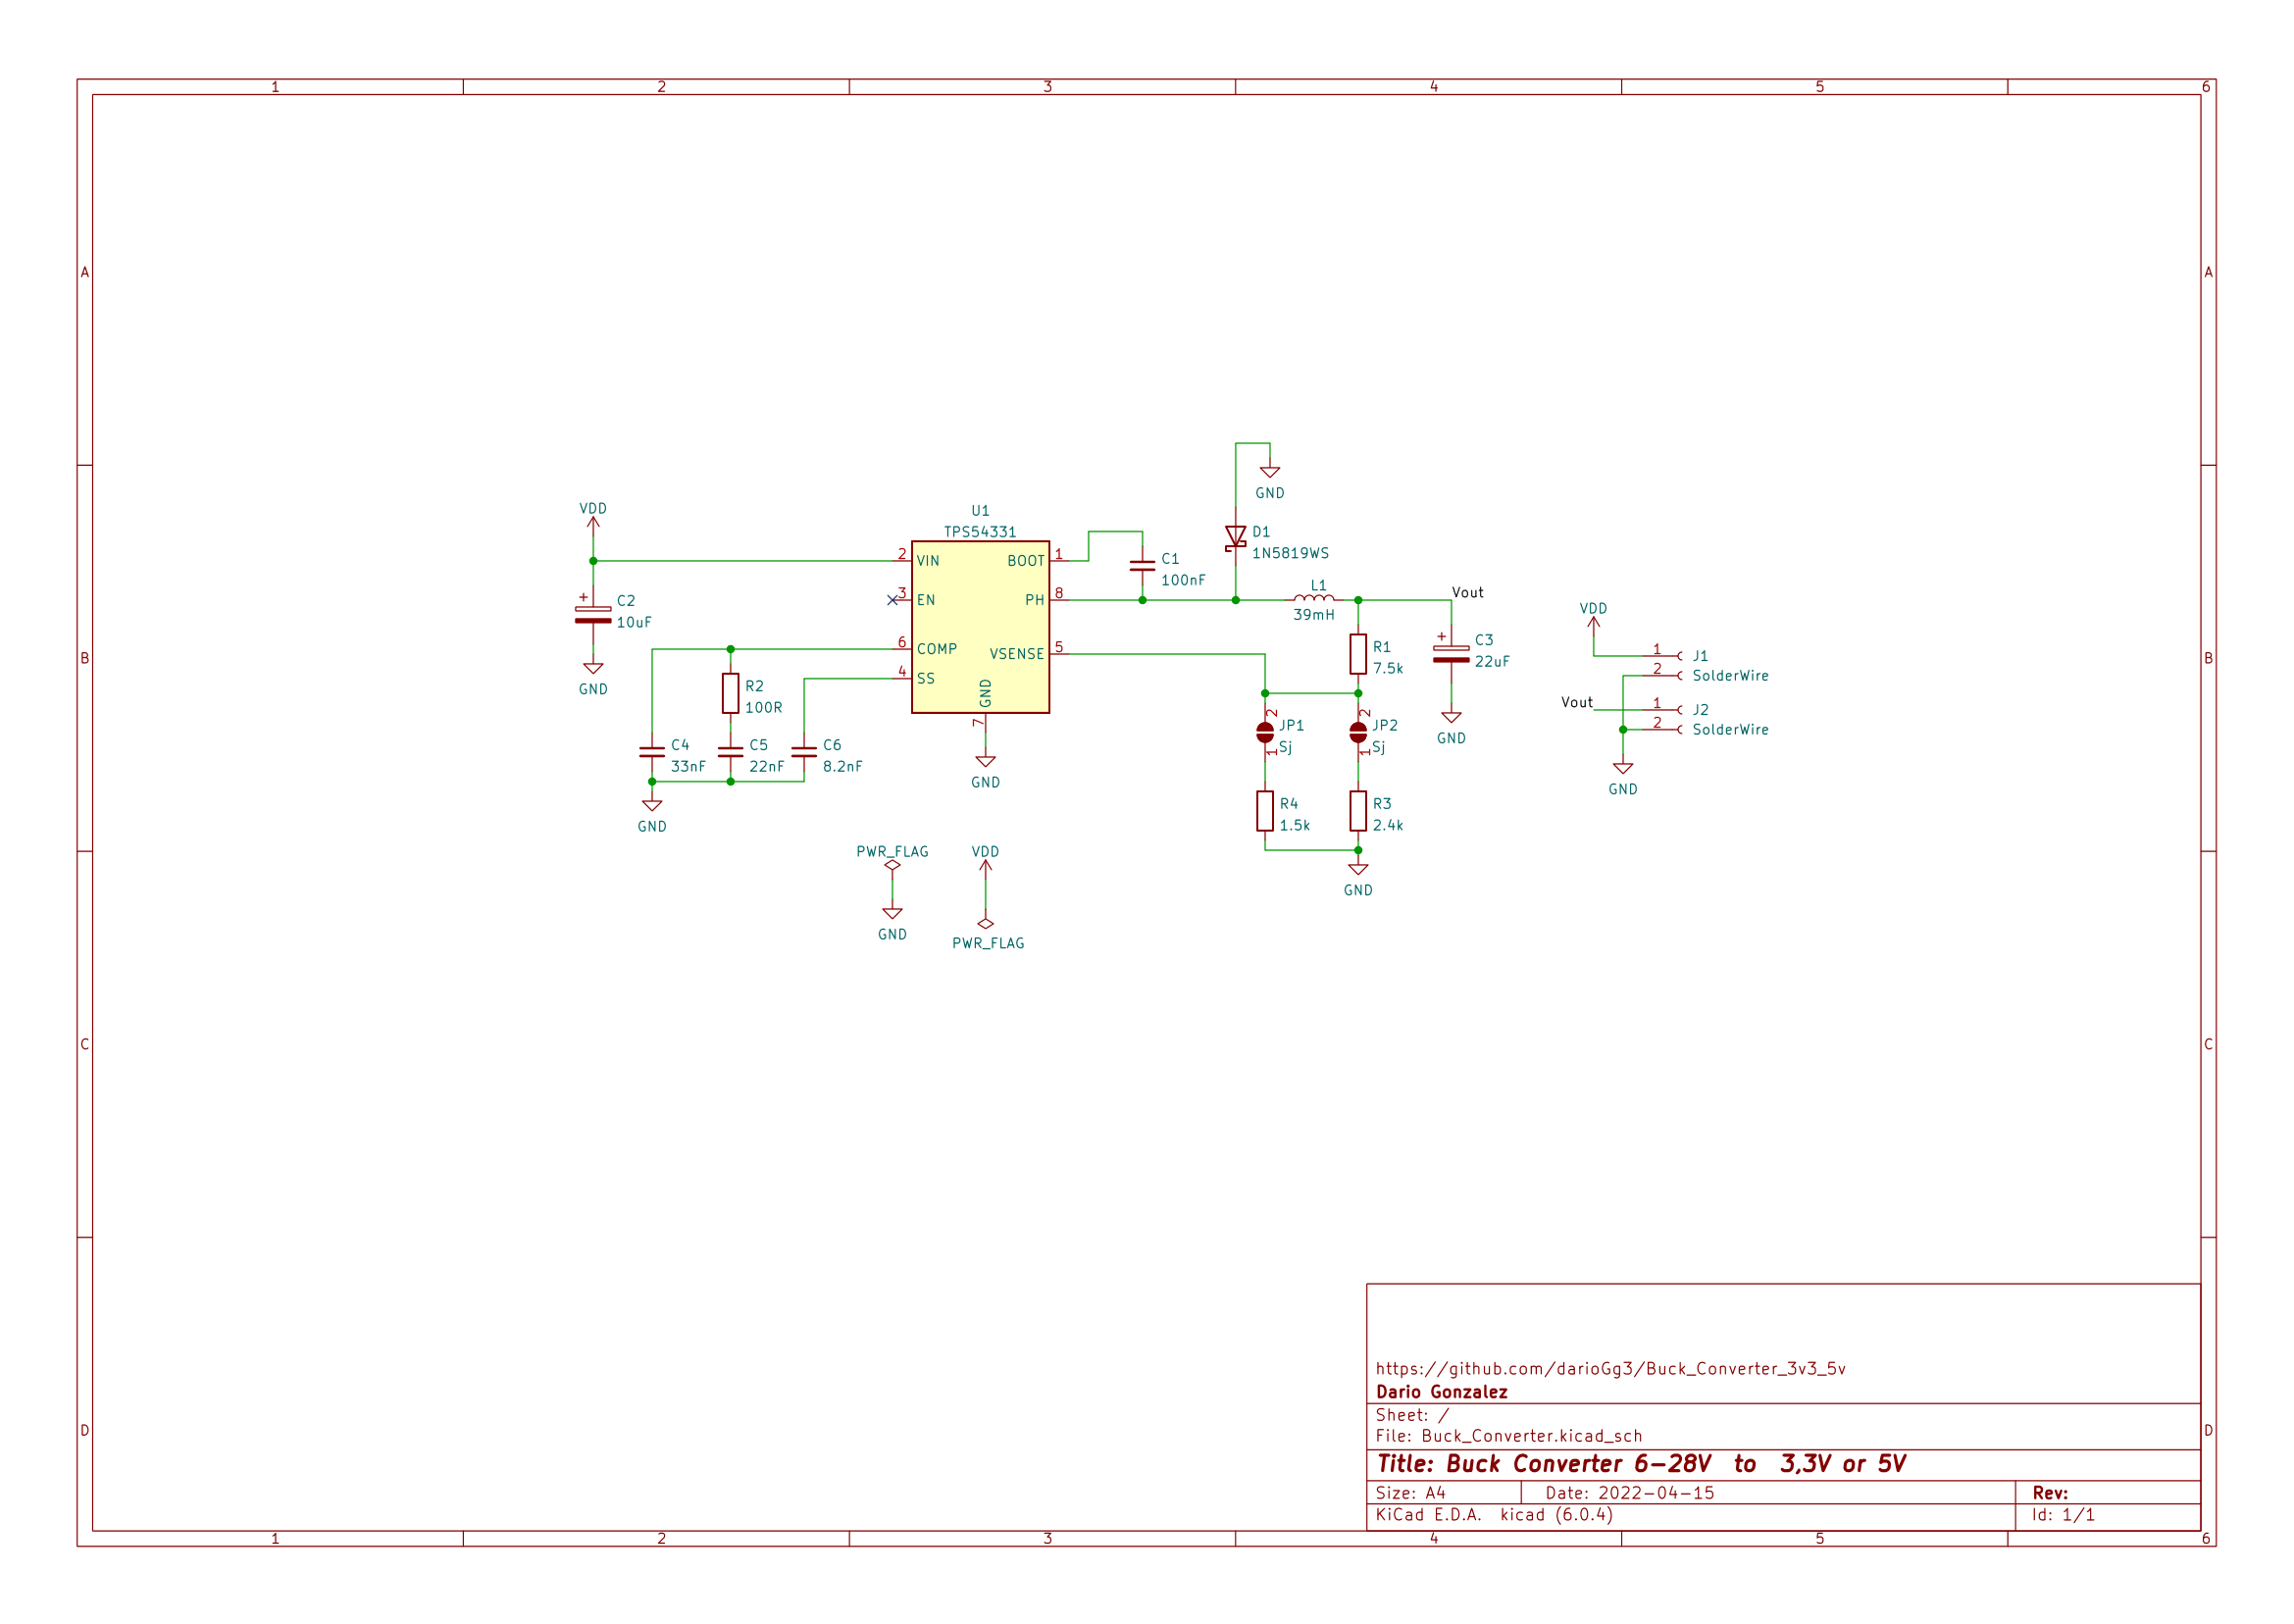 1 2 3 4 5 6
A A
GND
VDD
U1
TPS54331
2 VIN
BOOT 1
3 EN
PH 8
6 COMP
VSENSE 5
4 SS
GND
7
GND
C1
100nF
D1
1N5819WS
L1
39mH
Vout
+
C2
10uF
GND
R2
100R
C4
33nF
C5
22nF
C6
8.2nF
GND
R1
7.5k
+
C3
22uF
GND
2
JP1
Sj
1
2
JP2
Sj
1
R4
1.5k
R3
2.4k
GND
VDD
1 J1
2 SolderWire
Vout
1 J2
2 SolderWire
GND
B B
PWR_FLAG
GND
VDD
PWR_FLAG
C C
https://github.com/darioGg3/Buck_Converter_3v3_5v
Dario Gonzalez
Sheet: /
File: Buck_Converter.kicad_sch
Title: Buck Converter 6-28V to 3,3V or 5V
Size: A4 Date: 2022-04-15 Rev:
KiCad E.D.A. kicad (6.0.4) Id: 1/1
D D
1 2 3 4 5 6